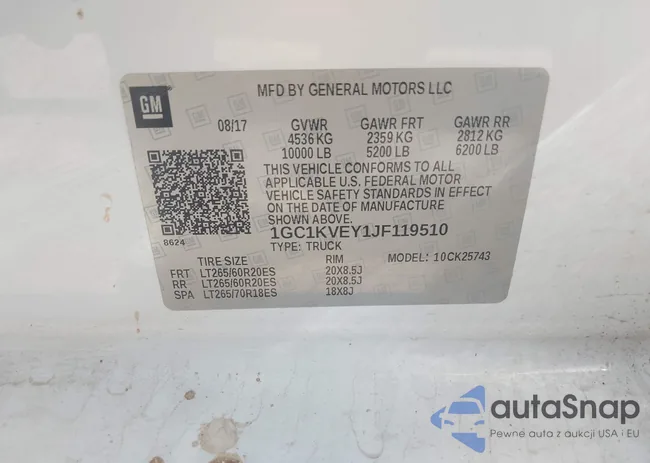 GM
MFD BY GENERAL MOTORS LLC
08/17 GVWR GAWR FRT GAWR RR
4536 KG 2359 KG 2812 KG
10000 LB 5200 LB 6200 LB
THIS VEHICLE CONFORMS TO ALL
APPLICABLE U.S. FEDERAL MOTOR
VEHICLE SAFETY STANDARDS IN EFFECT
ON THE DATE OF MANUFACTURE
SHOWN ABOVE.
8624 1GC1KVEY1JF119510
TYPE: TRUCK
TIRE SIZE RIM MODEL: 10CK25743
FRT LT265/60R20ES 20X8.5J
RR LT265/60R20ES 20X8.5J
SPA LT265/70R18ES 18X8J
autoSnap
Pewne auta z aukcji USA i EU